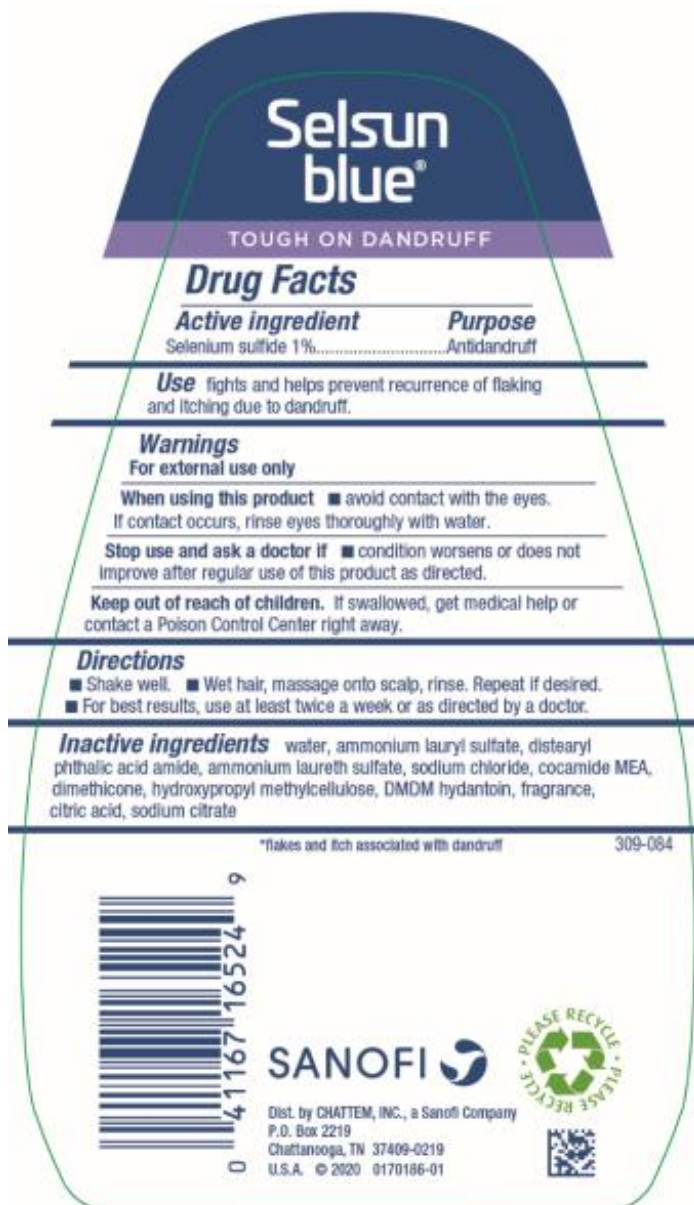 Selsun
blue®
TOUGH ON DANDRUFF
Drug Facts
Active ingredient Purpose
Selenium sulfide 1%..............................Antidandruff
Use fights and helps prevent recurrence of flaking
and itching due to dandruff.
Warnings
For external use only
When using this product ■ avoid contact with the eyes.
If contact occurs, rinse eyes thoroughly with water.
Stop use and ask a doctor if ■ condition worsens or does not
improve after regular use of this product as directed.
Keep out of reach of children. If swallowed, get medical help or
contact a Poison Control Center right away.
Directions
■ Shake well. ■ Wet hair, massage onto scalp, rinse. Repeat if desired.
■ For best results, use at least twice a week or as directed by a doctor.
Inactive ingredients water, ammonium lauryl sulfate, distearyl
phthalic acid amide, ammonium laureth sulfate, sodium chloride, cocamide MEA,
dimethicone, hydroxypropyl methylcellulose, DMDM hydantoin, fragrance,
citric acid, sodium citrate
*flakes and itch associated with dandruff 309-084
0 41167 16524 9
SANOFI
PLEASE RECYCLE • PLEASE RECYCLE •
Dist. by CHATTEM, INC., a Sanofi Company
P.O. Box 2219
Chattanooga, TN 37409-0219
U.S.A. © 2020 0170186-01